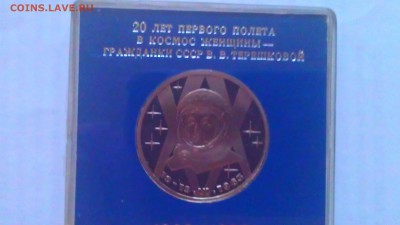 COINS.LAVE.RU
20 ЛЕТ ПЕРВОГО ПОЛЕТА
В КОСМОС ЖЕНЩИНЫ—
ГРАЖДАНКИ СССР В. В. ТЕРЕШКОВОЙ